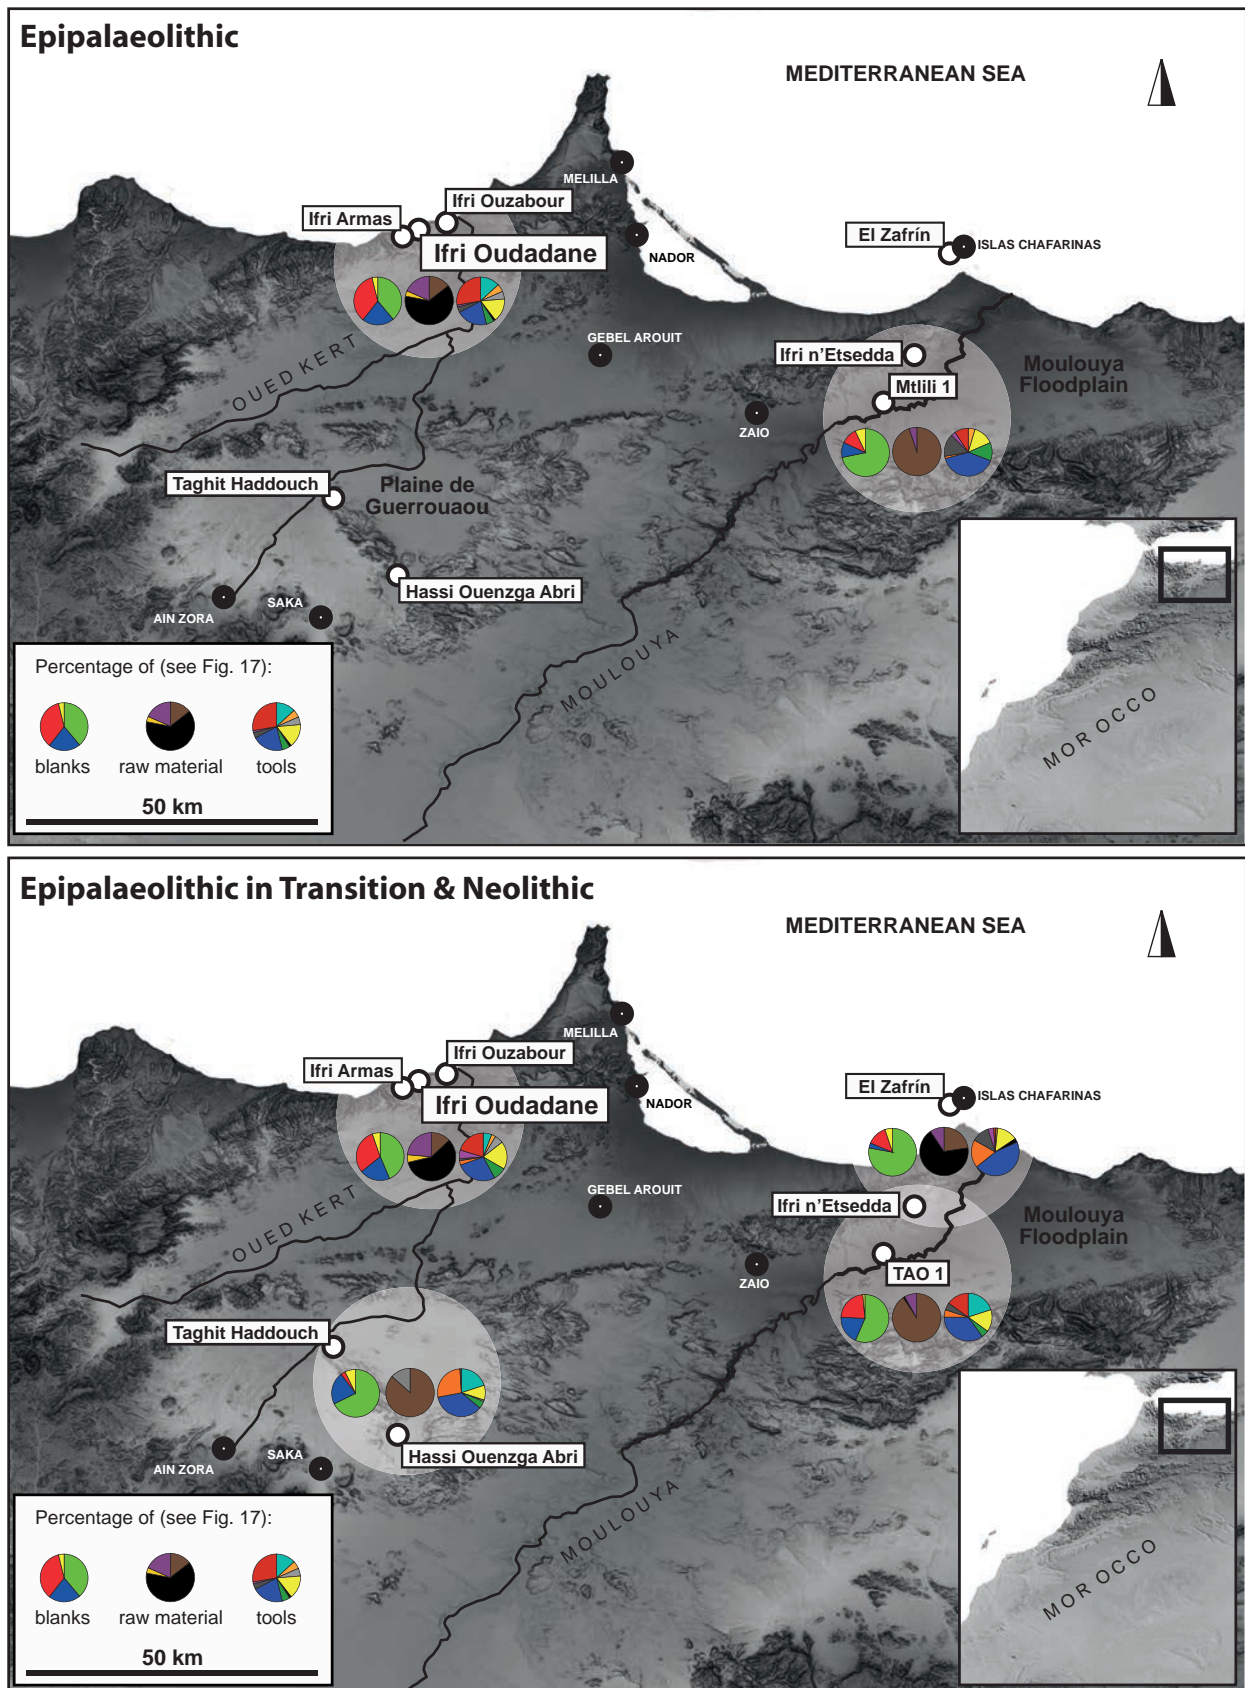 Epipalaeolithic
MEDITERRANEAN SEA
MELILLA
Ifri Ouzabour
Ifri Armas
Ifri Oudadane
NADOR
El Zafrín
ISLAS CHAFARINAS
GEBEL AROUIT
OUED KERT
Ifri n'Etsedda
Moulouya
Floodplain
Mtlili 1
ZAIO
Taghit Haddouch
Plaine de
Guerrouaou
Hassi Ouenzga Abri
AIN ZORA
SAKA
MOULOUYA
Percentage of (see Fig. 17):
blanks raw material tools
50 km
MOROCCO
Epipalaeolithic in Transition & Neolithic
MEDITERRANEAN SEA
MELILLA
Ifri Ouzabour
Ifri Armas
Ifri Oudadane
NADOR
El Zafrín
ISLAS CHAFARINAS
GEBEL AROUIT
OUED KERT
Ifri n'Etsedda
Moulouya
Floodplain
TAO 1
ZAIO
Taghit Haddouch
Hassi Ouenzga Abri
AIN ZORA
SAKA
MOULOUYA
Percentage of (see Fig. 17):
blanks raw material tools
50 km
MOROCCO